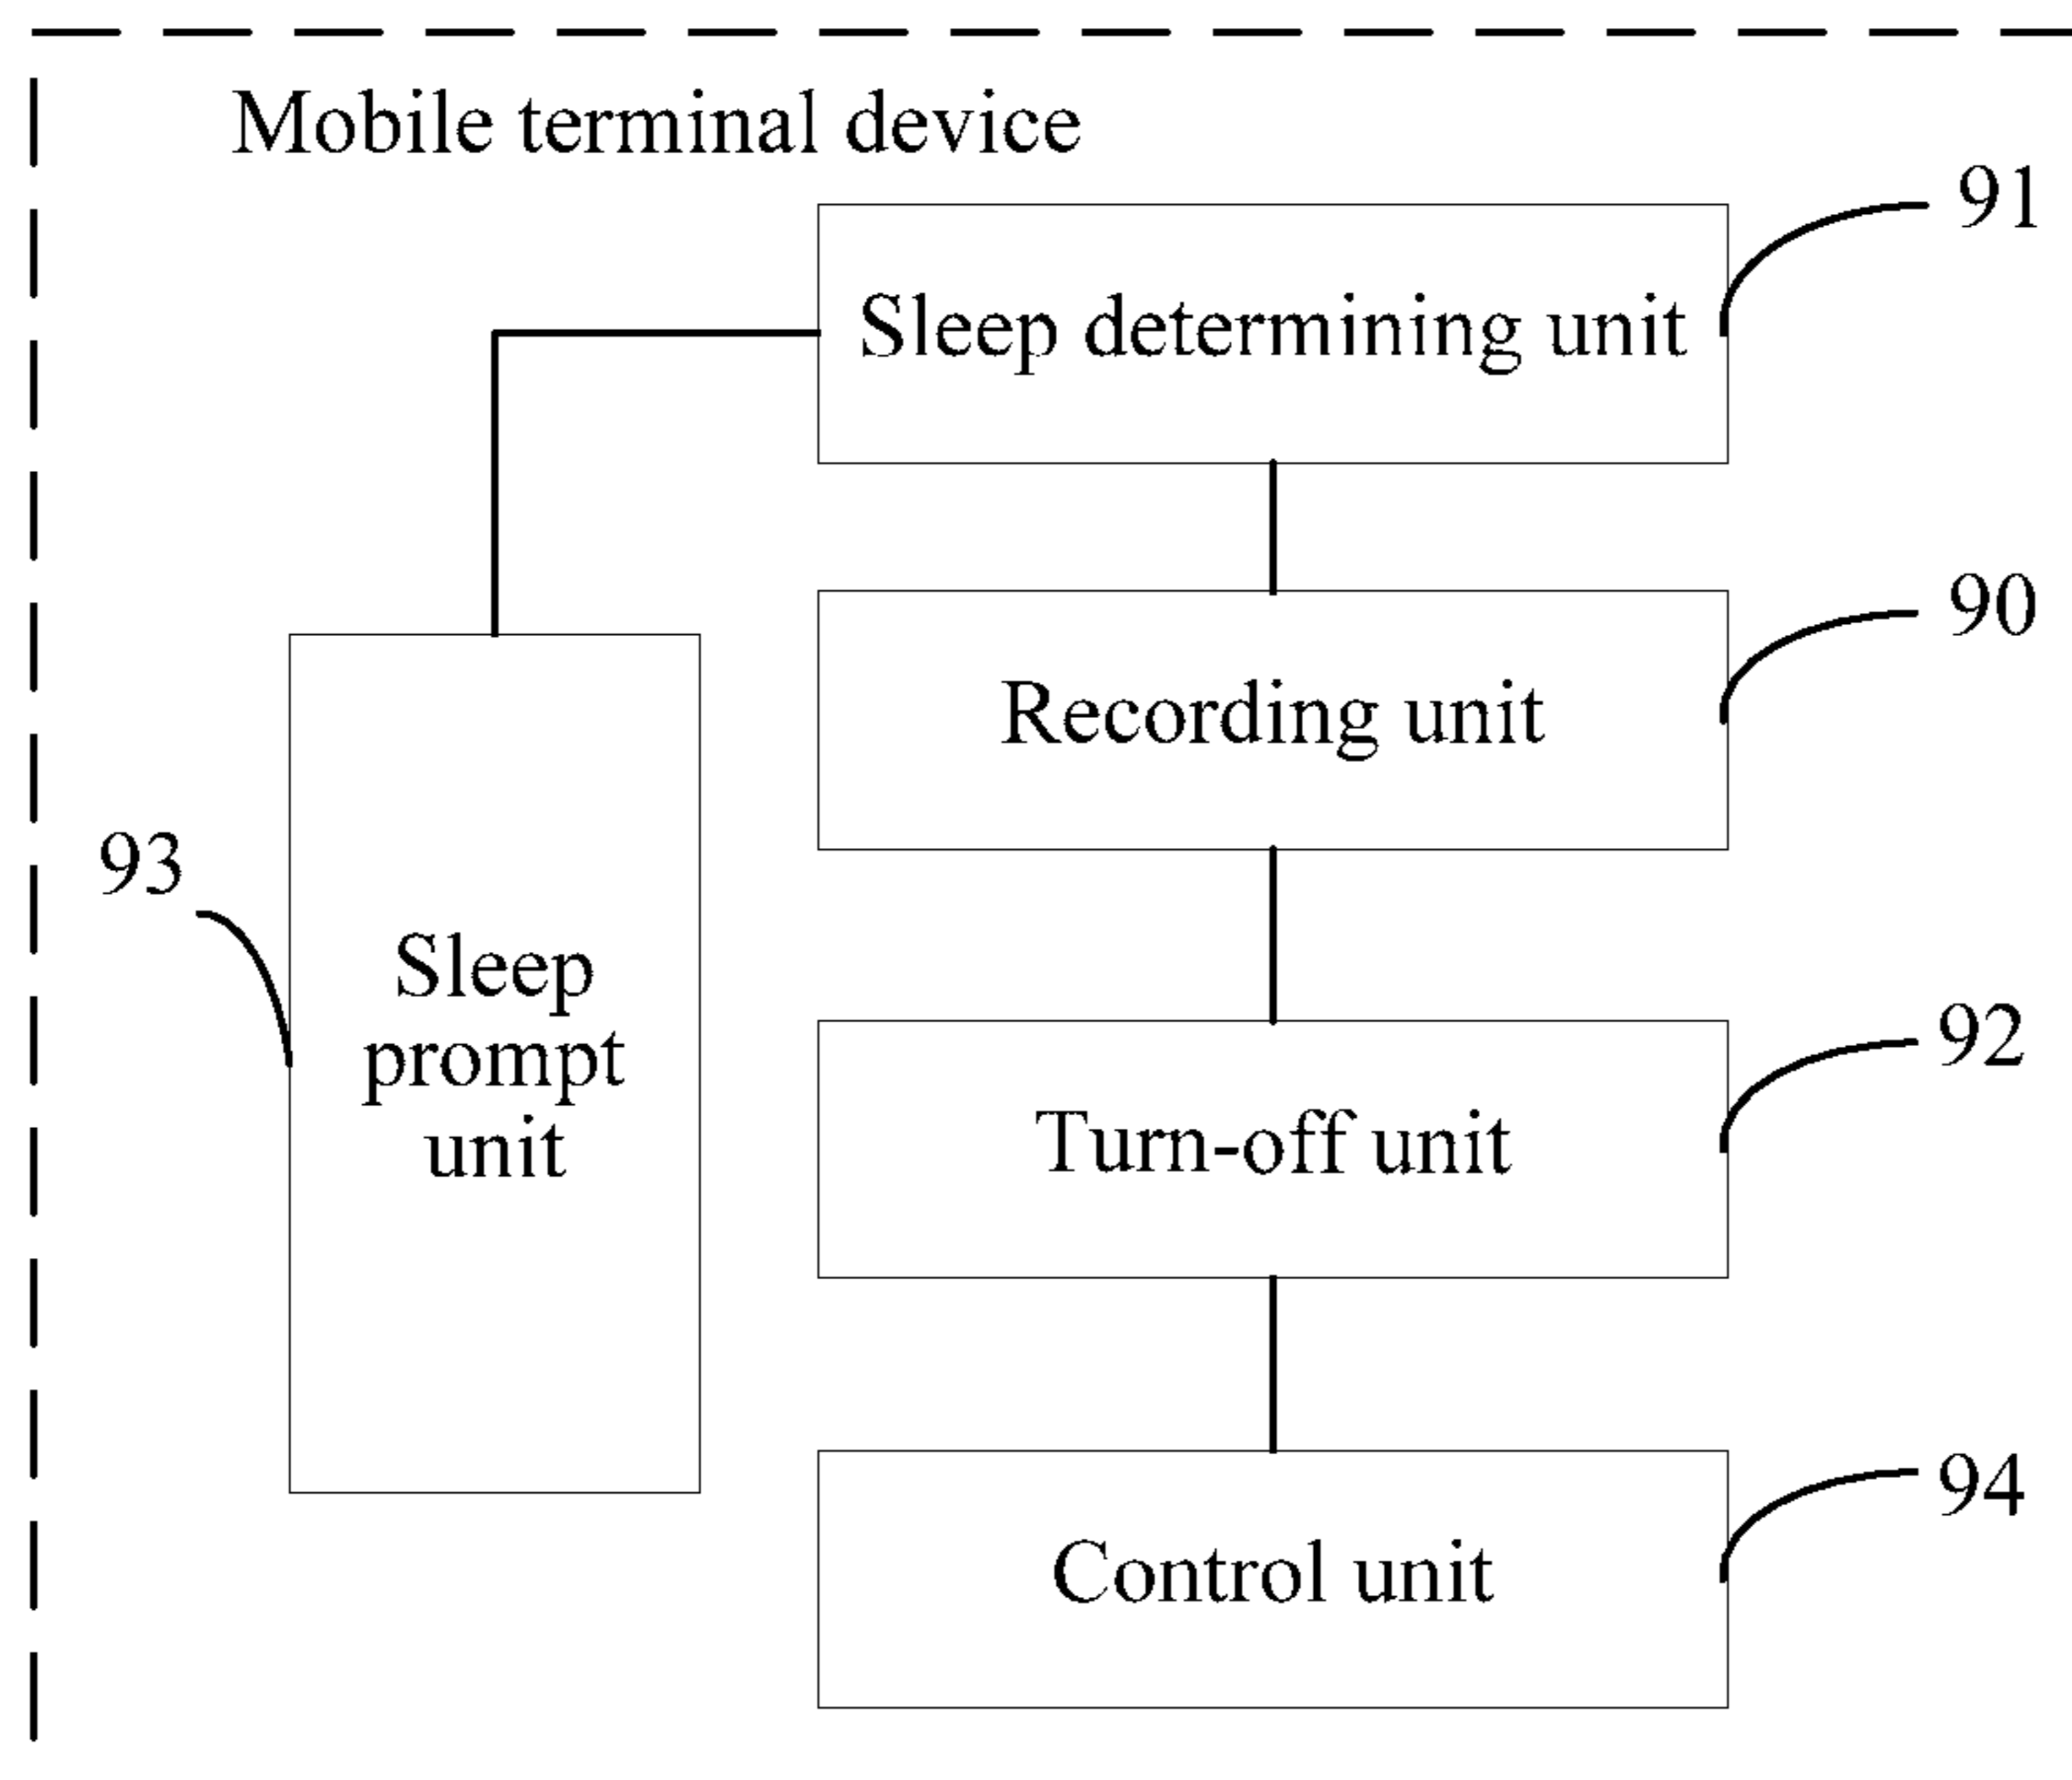 Mobile terminal device
91
Sleep determining unit
90
Recording unit
93
Sleep
prompt
unit
92
Turn-off unit
94
Control unit